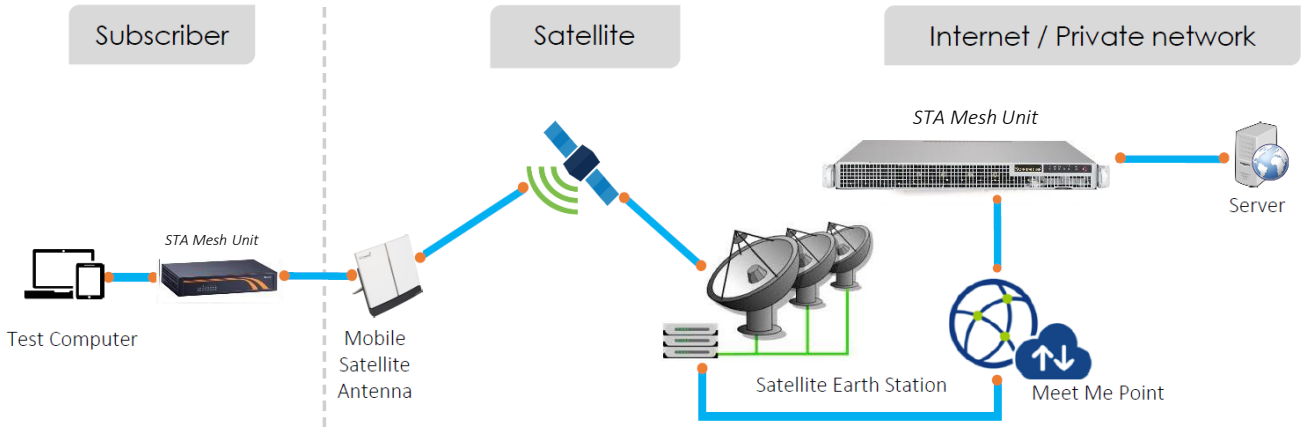 Subscriber
Satellite
Internet / Private network
STA Mesh Unit
Server
STA Mesh Unit
Test Computer
Mobile
Satellite
Antenna
Satellite Earth Station
Meet Me Point